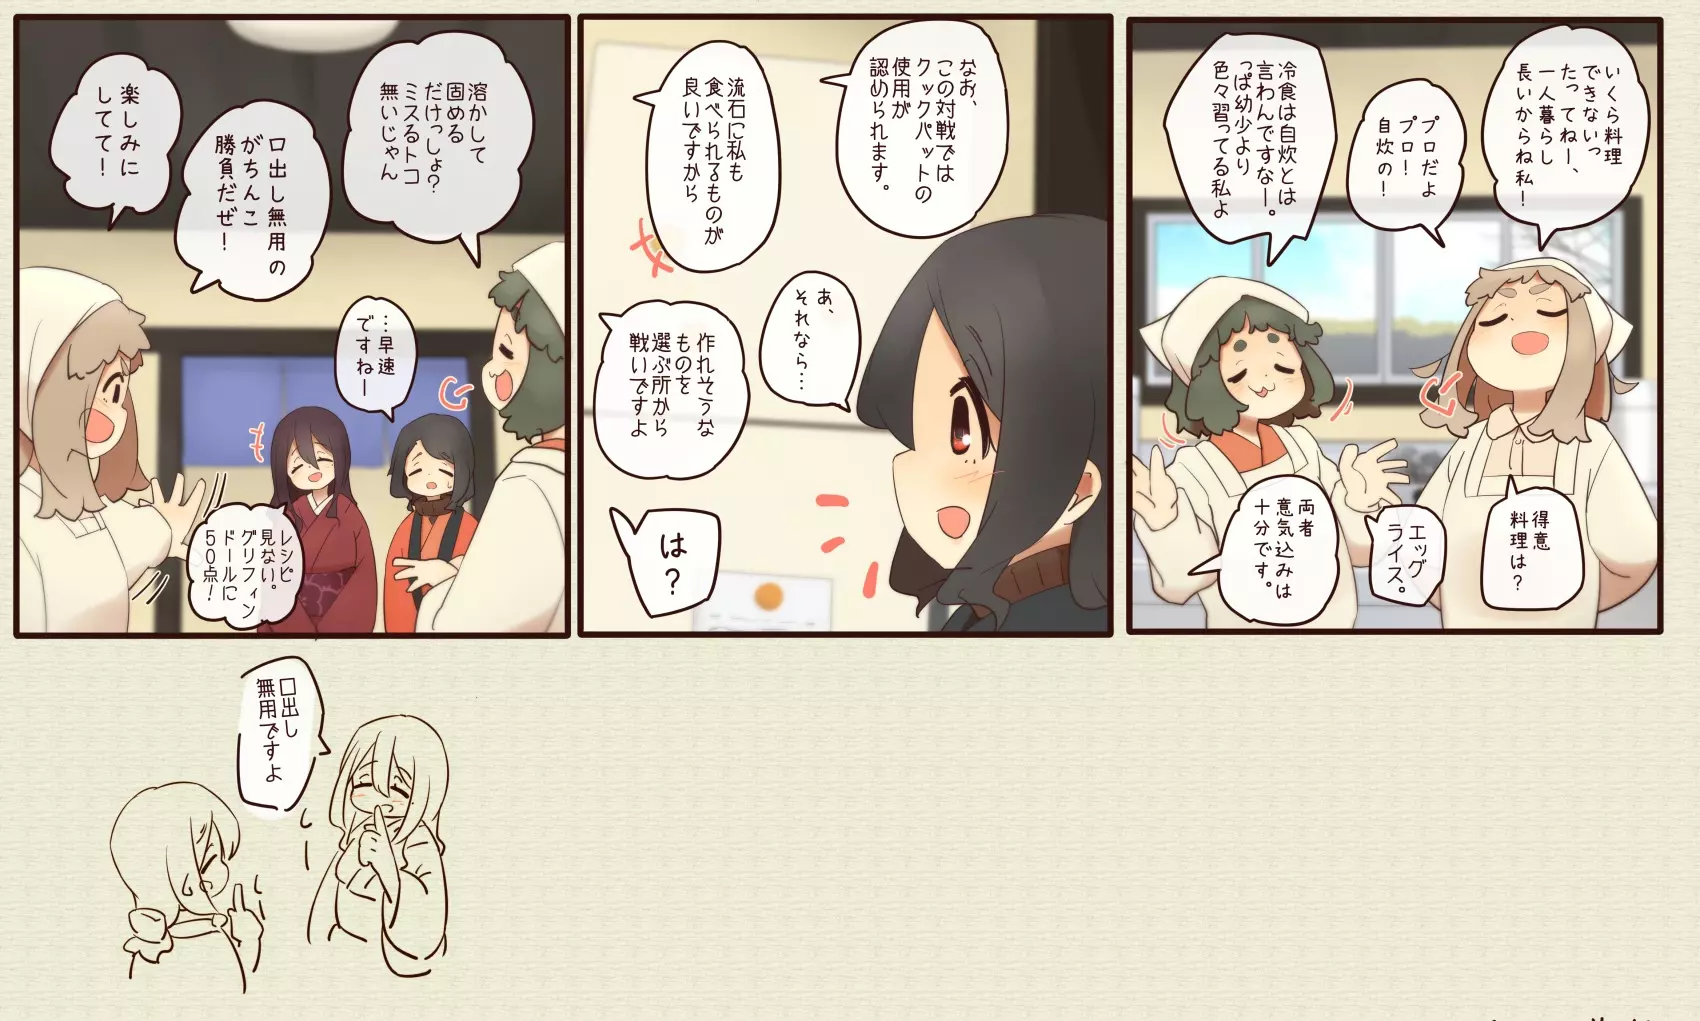 いくら料理
できないっ
たってねー、
一人暮らし
長いからね私！
プロだよ
プロ！
自炊の！
冷食は自炊とは
言わんですなー。
っぱ幼少より
色々習ってる私よ
得意
料理は？
エッグ
ライス。
両者
意気込みは
十分です。
なお、
この対戦では
クックパットの
使用が
認められます。
流石に私も
食べられるものが
良いですから
あ、
それなら…
作れそうな
ものを
選ぶ所から
戦いですよ
は？
溶かして
固める
だけっしょ？
ミスるトコ
無いじゃん
口出し無用の
がちんこ
勝負だぜ！
楽しみに
してて！
…早速
ですねー
レシピ
見ない。
グリフィン
ドールに
50点！
口出し
無用ですよ